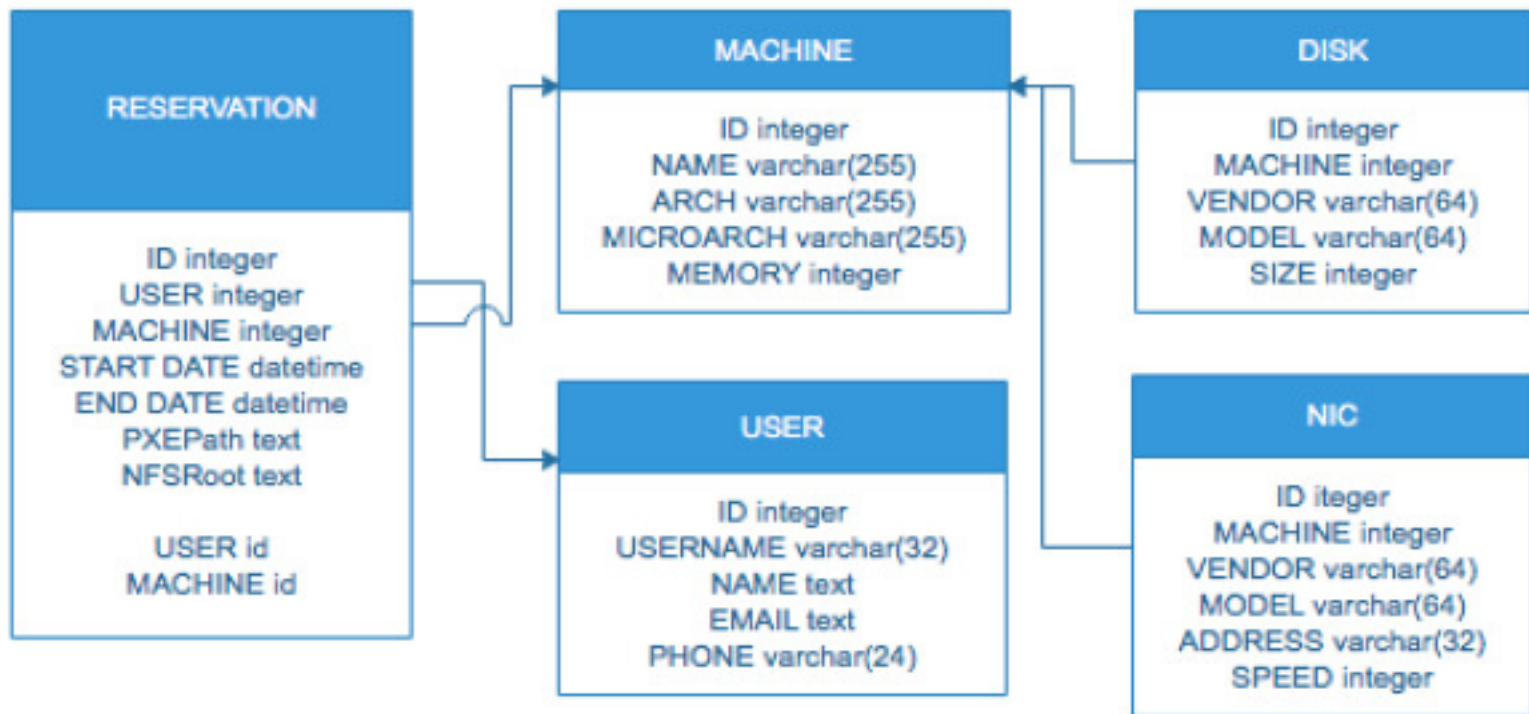 RESERVATION
ID integer
USER integer
MACHINE integer
START DATE datetime
END DATE datetime
PXEPath text
NFSRoot text
USER id
MACHINE id
MACHINE
ID integer
NAME varchar(255)
ARCH varchar(255)
MICROARCH varchar(255)
MEMORY integer
USER
ID integer
USERNAME varchar(32)
NAME text
EMAIL text
PHONE varchar(24)
DISK
ID integer
MACHINE integer
VENDOR varchar(64)
MODEL varchar(64)
SIZE integer
NIC
ID iteger
MACHINE integer
VENDOR varchar(64)
MODEL varchar(64)
ADDRESS varchar(32)
SPEED integer